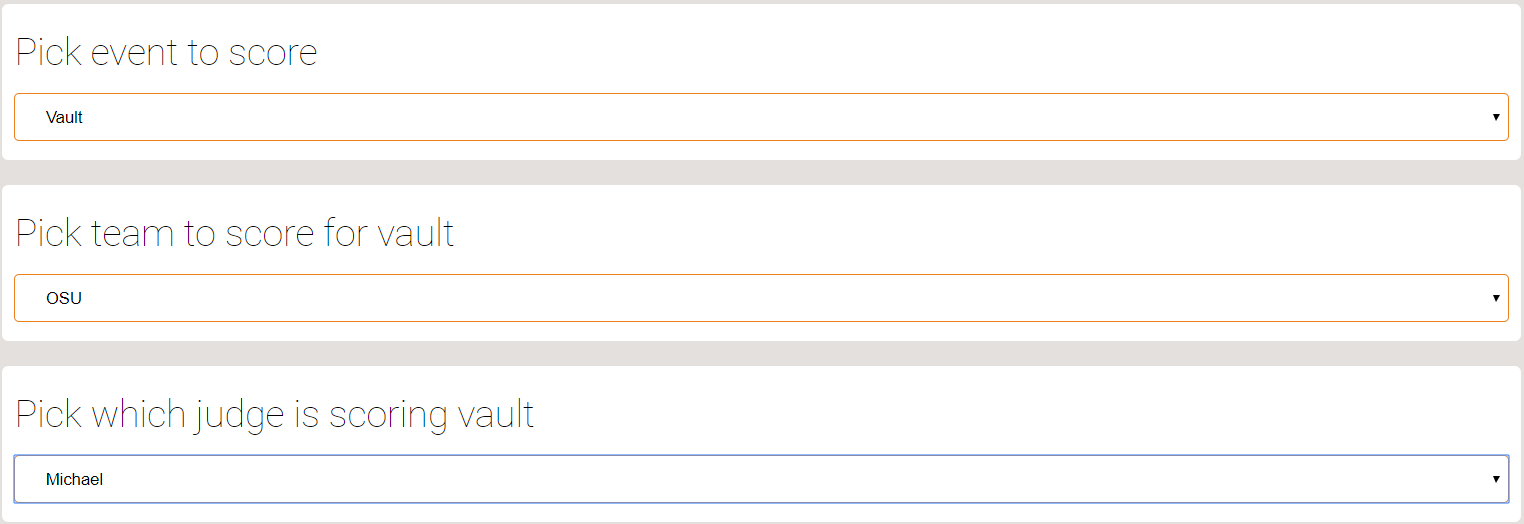 Pick event to score
Vault
Pick team to score for vault
OSU
Pick which judge is scoring vault
Michael